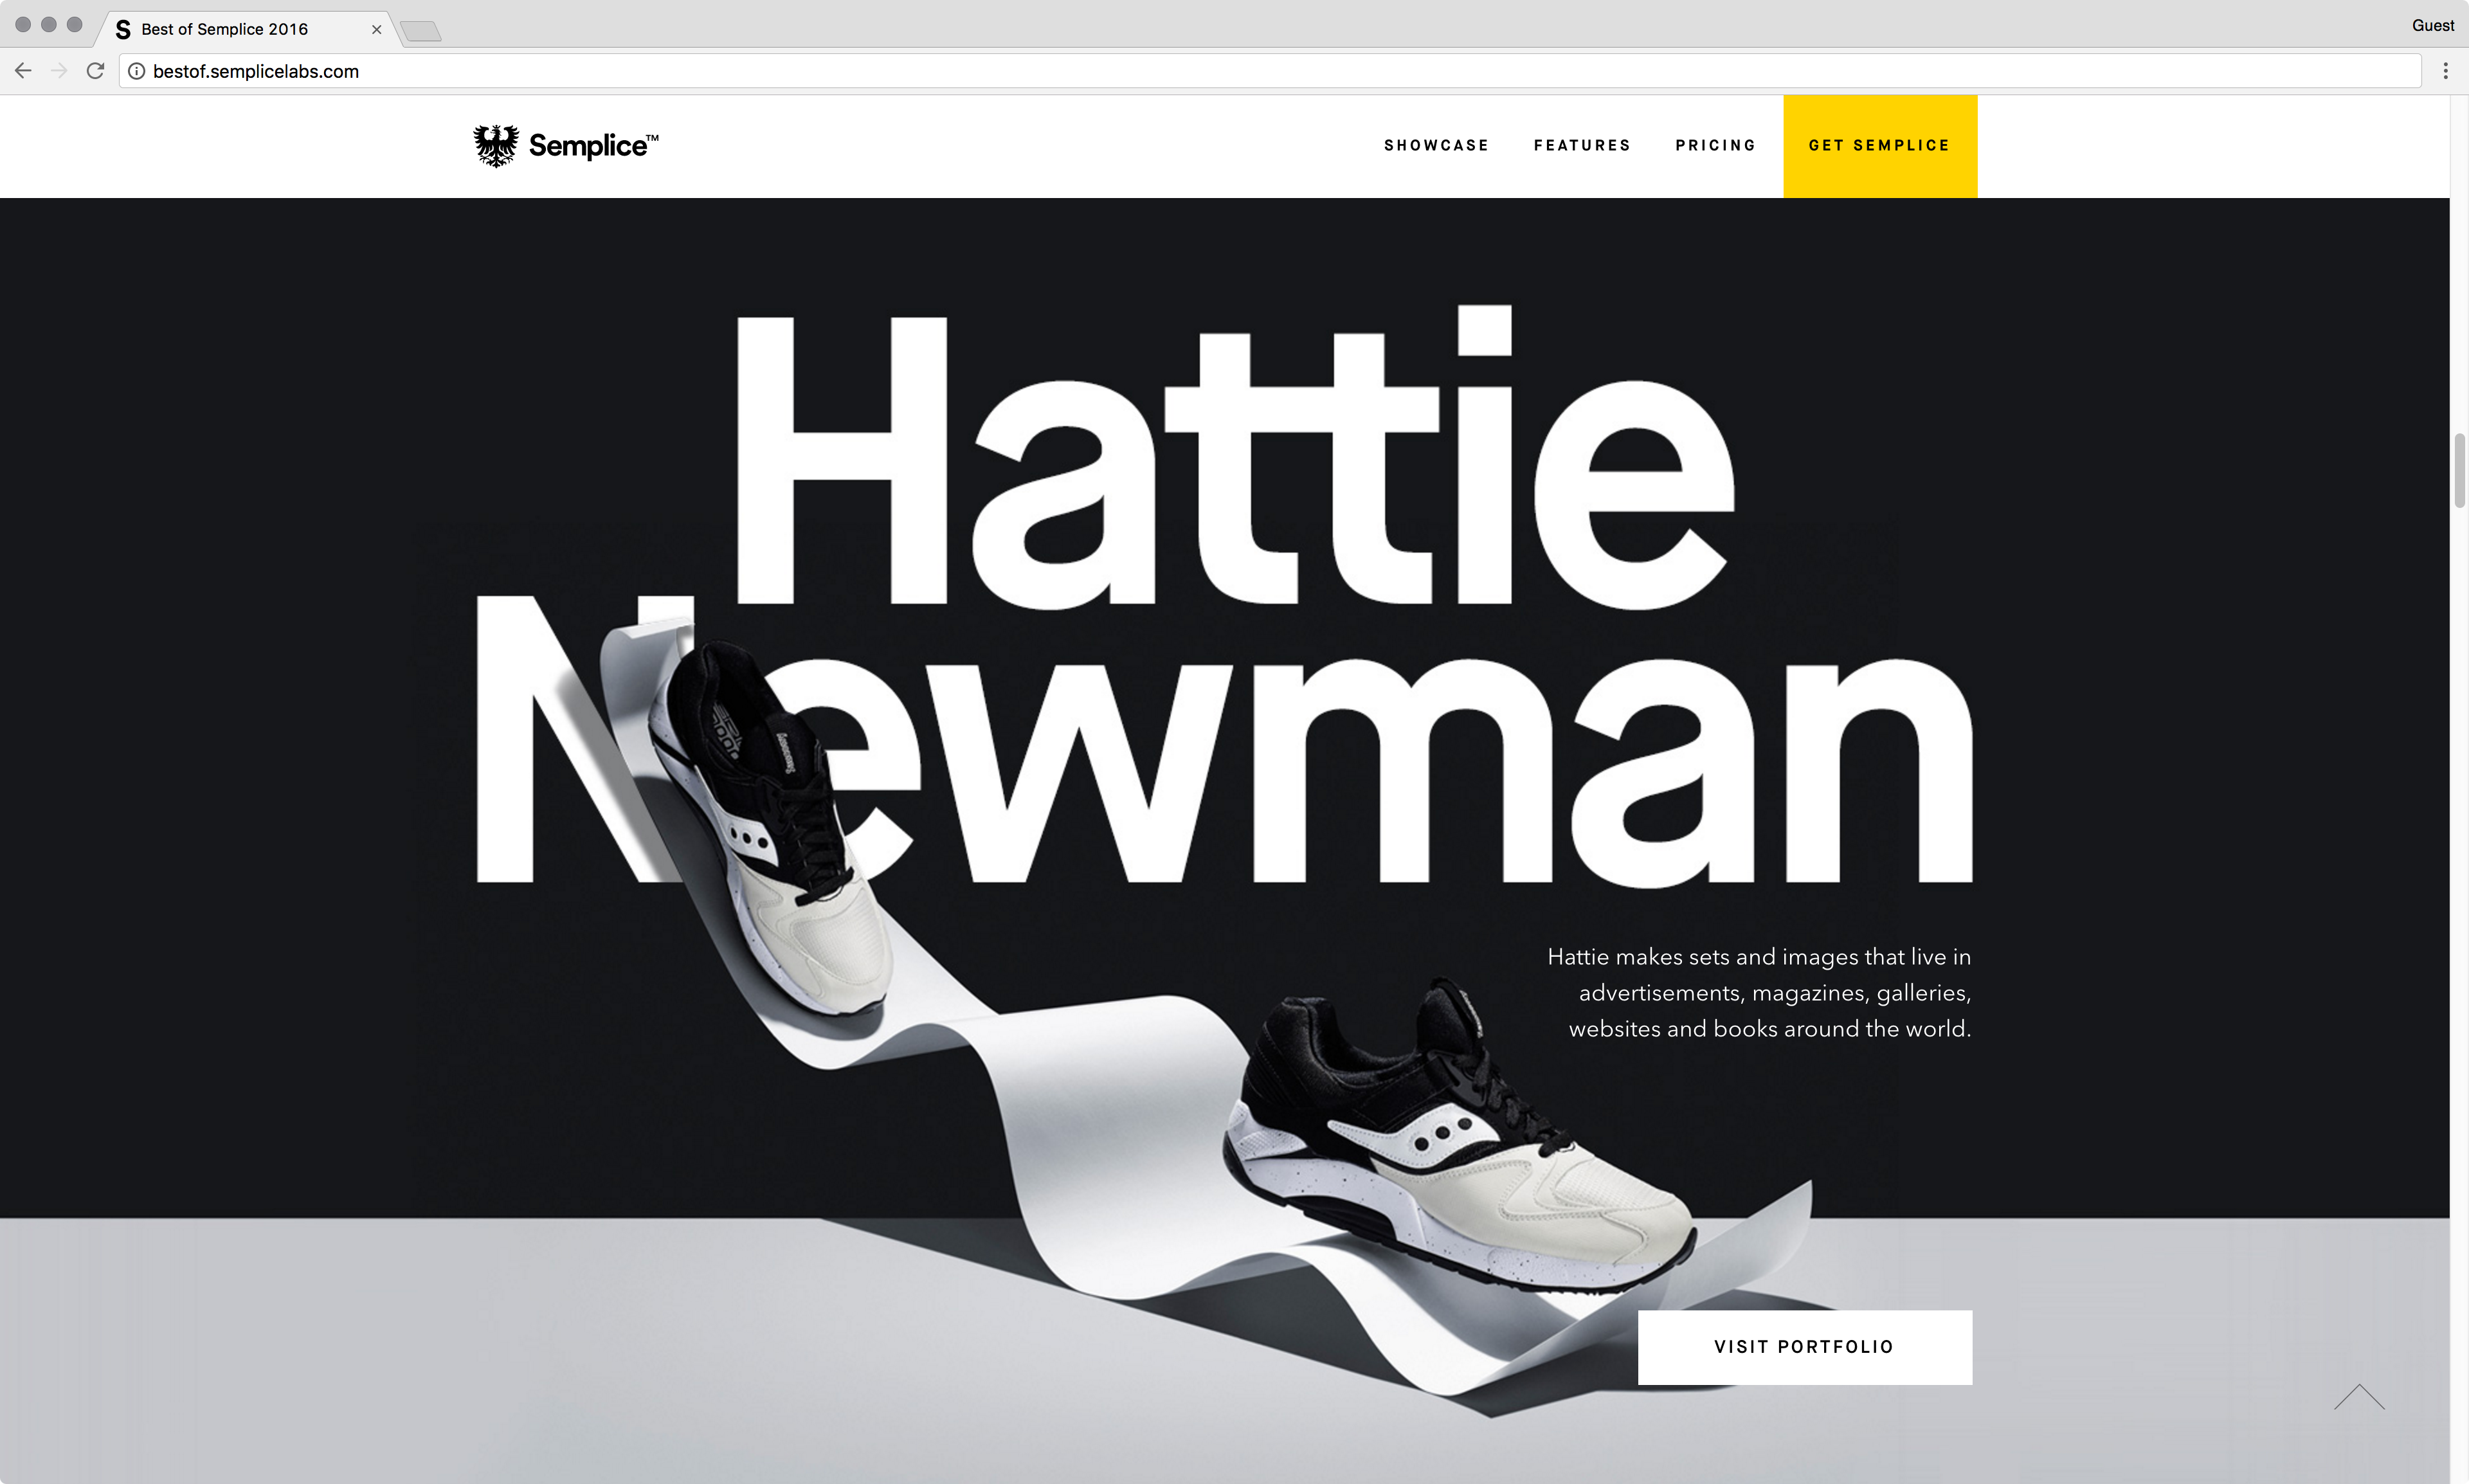 S Best of Semplice 2016
Guest
bestof.semplicelabs.com
Semplice™
SHOWCASE FEATURES PRICING GET SEMPLICE
Hattie
Newman
saucony
Hattie makes sets and images that live in
advertisements, magazines, galleries,
websites and books around the world.
VISIT PORTFOLIO